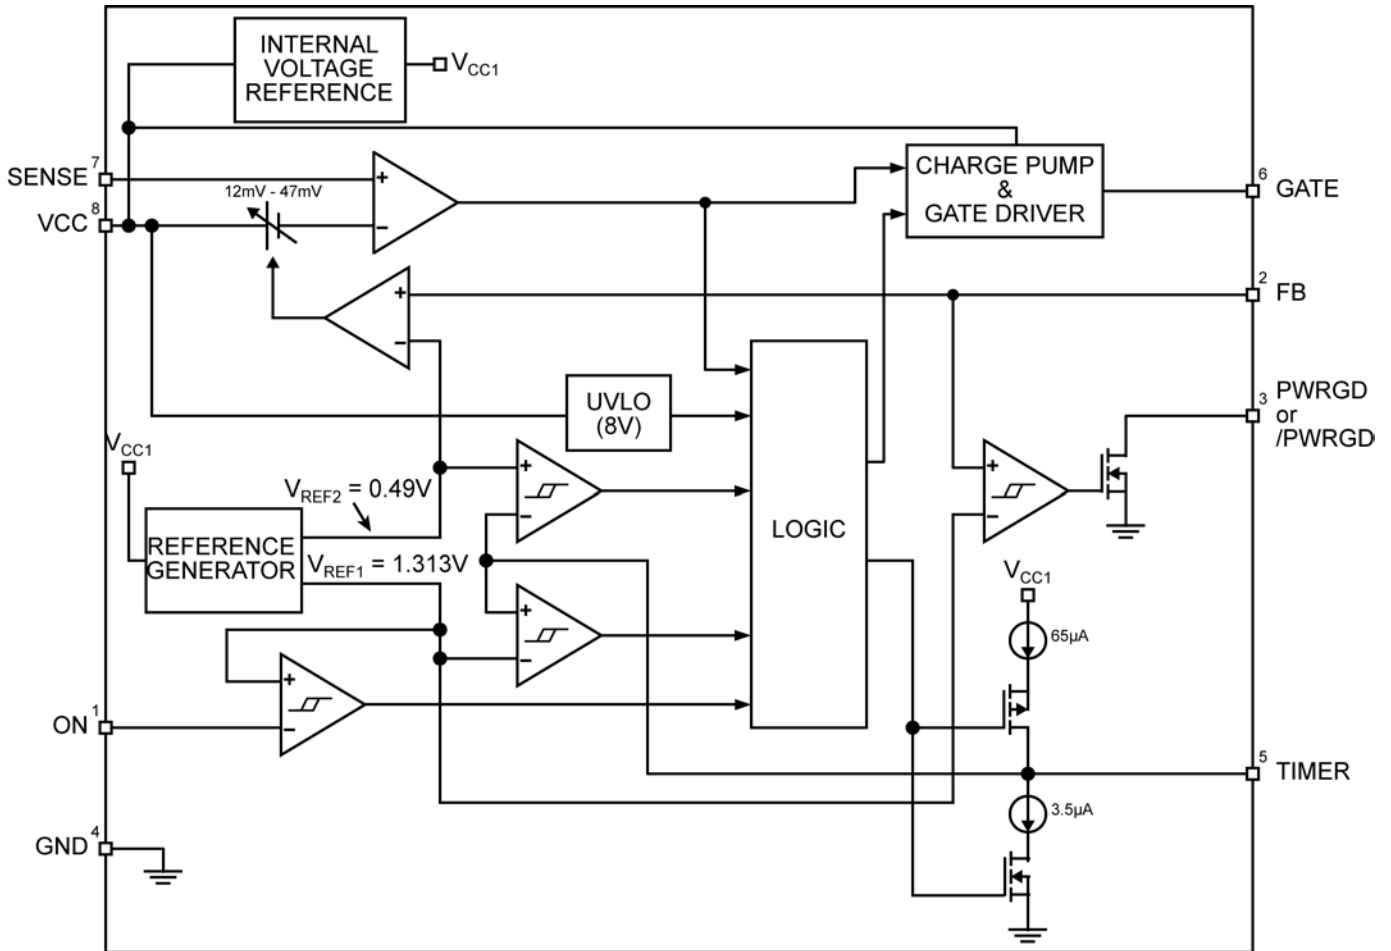 INTERNAL
VOLTAGE
REFERENCE
VCC1
SENSE 7
12mV - 47mV
+
−
VCC 8
CHARGE PUMP
&
GATE DRIVER
6 GATE
+
−
2 FB
UVLO
(8V)
LOGIC
3 PWRGD
or
/PWRGD
VCC1
VREF2 = 0.49V
REFERENCE
GENERATOR
VREF1 = 1.313V
+
−
+
−
+
−
VCC1
65µA
+
−
ON 1
5 TIMER
3.5µA
GND 4